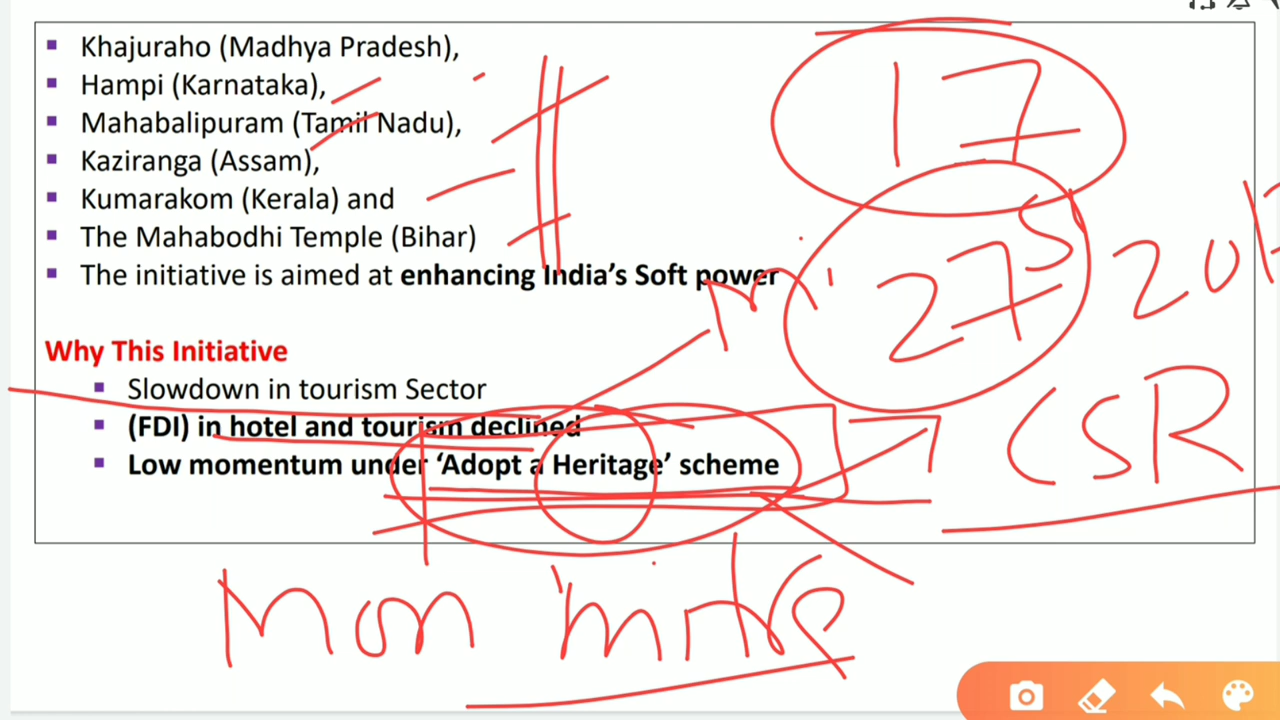 ▪ Khajuraho (Madhya Pradesh),
▪ Hampi (Karnataka),
▪ Mahabalipuram (Tamil Nadu),
▪ Kaziranga (Assam),
▪ Kumarakom (Kerala) and
▪ The Mahabodhi Temple (Bihar)
▪ The initiative is aimed at enhancing India's Soft power
17
27 S 2017
Why This Initiative
▪ Slowdown in tourism Sector
▪ (FDI) in hotel and tourism declined
▪ Low momentum under 'Adopt a Heritage' scheme
CSR
Mon